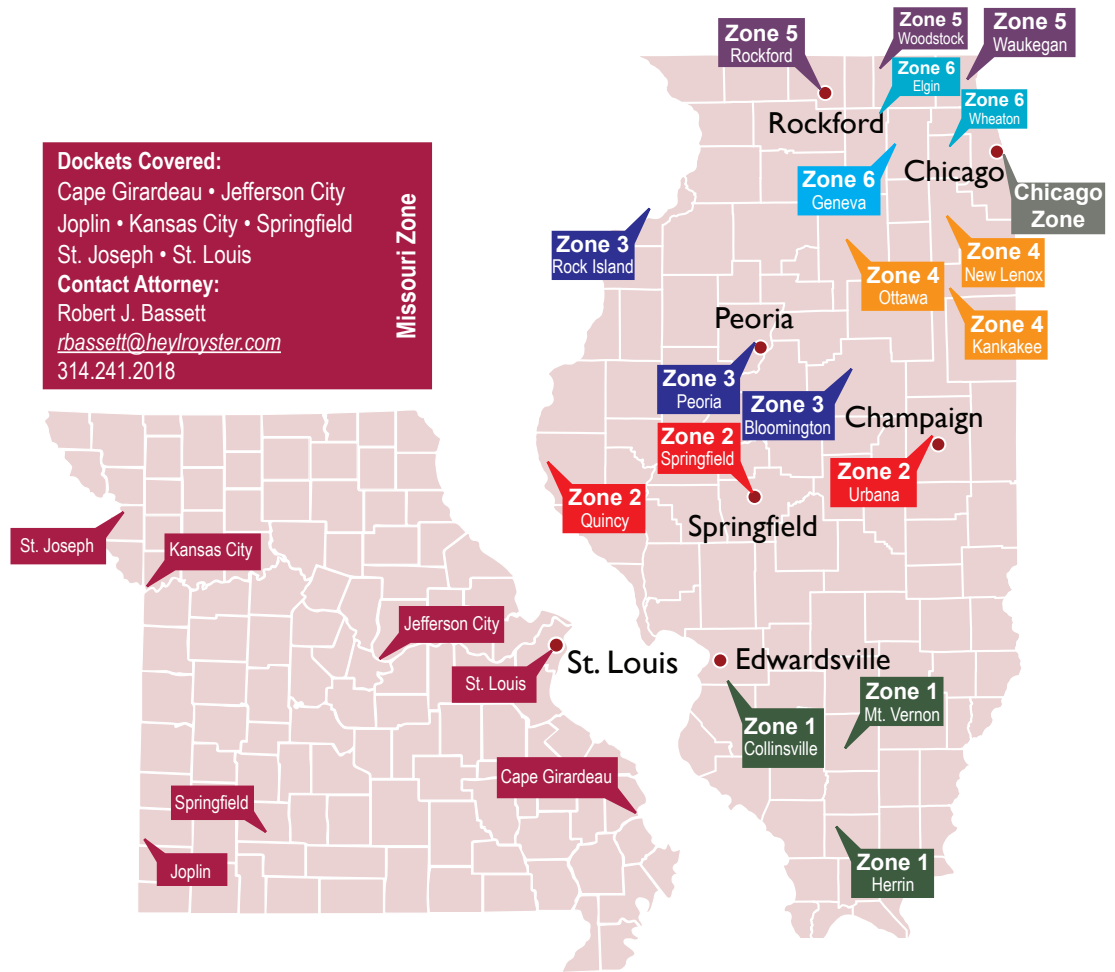 Zone 5
Rockford
Zone 5
Woodstock
Zone 5
Waukegan
Zone 6
Elgin
Zone 6
Wheaton
Rockford
Chicago
Zone 6
Geneva
Chicago
Zone
Dockets Covered:
Cape Girardeau • Jefferson City
Joplin • Kansas City • Springfield
St. Joseph • St. Louis
Contact Attorney:
Robert J. Bassett
rbassett@heylroyster.com
314.241.2018
Missouri Zone
Zone 3
Rock Island
Zone 4
Ottawa
Zone 4
New Lenox
Zone 4
Kankakee
Peoria
Zone 3
Peoria
Zone 3
Bloomington
Champaign
Zone 2
Springfield
Zone 2
Urbana
Zone 2
Quincy
Springfield
St. Joseph
Kansas City
Jefferson City
St. Louis
St. Louis
Edwardsville
Zone 1
Mt. Vernon
Zone 1
Collinsville
Cape Girardeau
Springfield
Joplin
Zone 1
Herrin